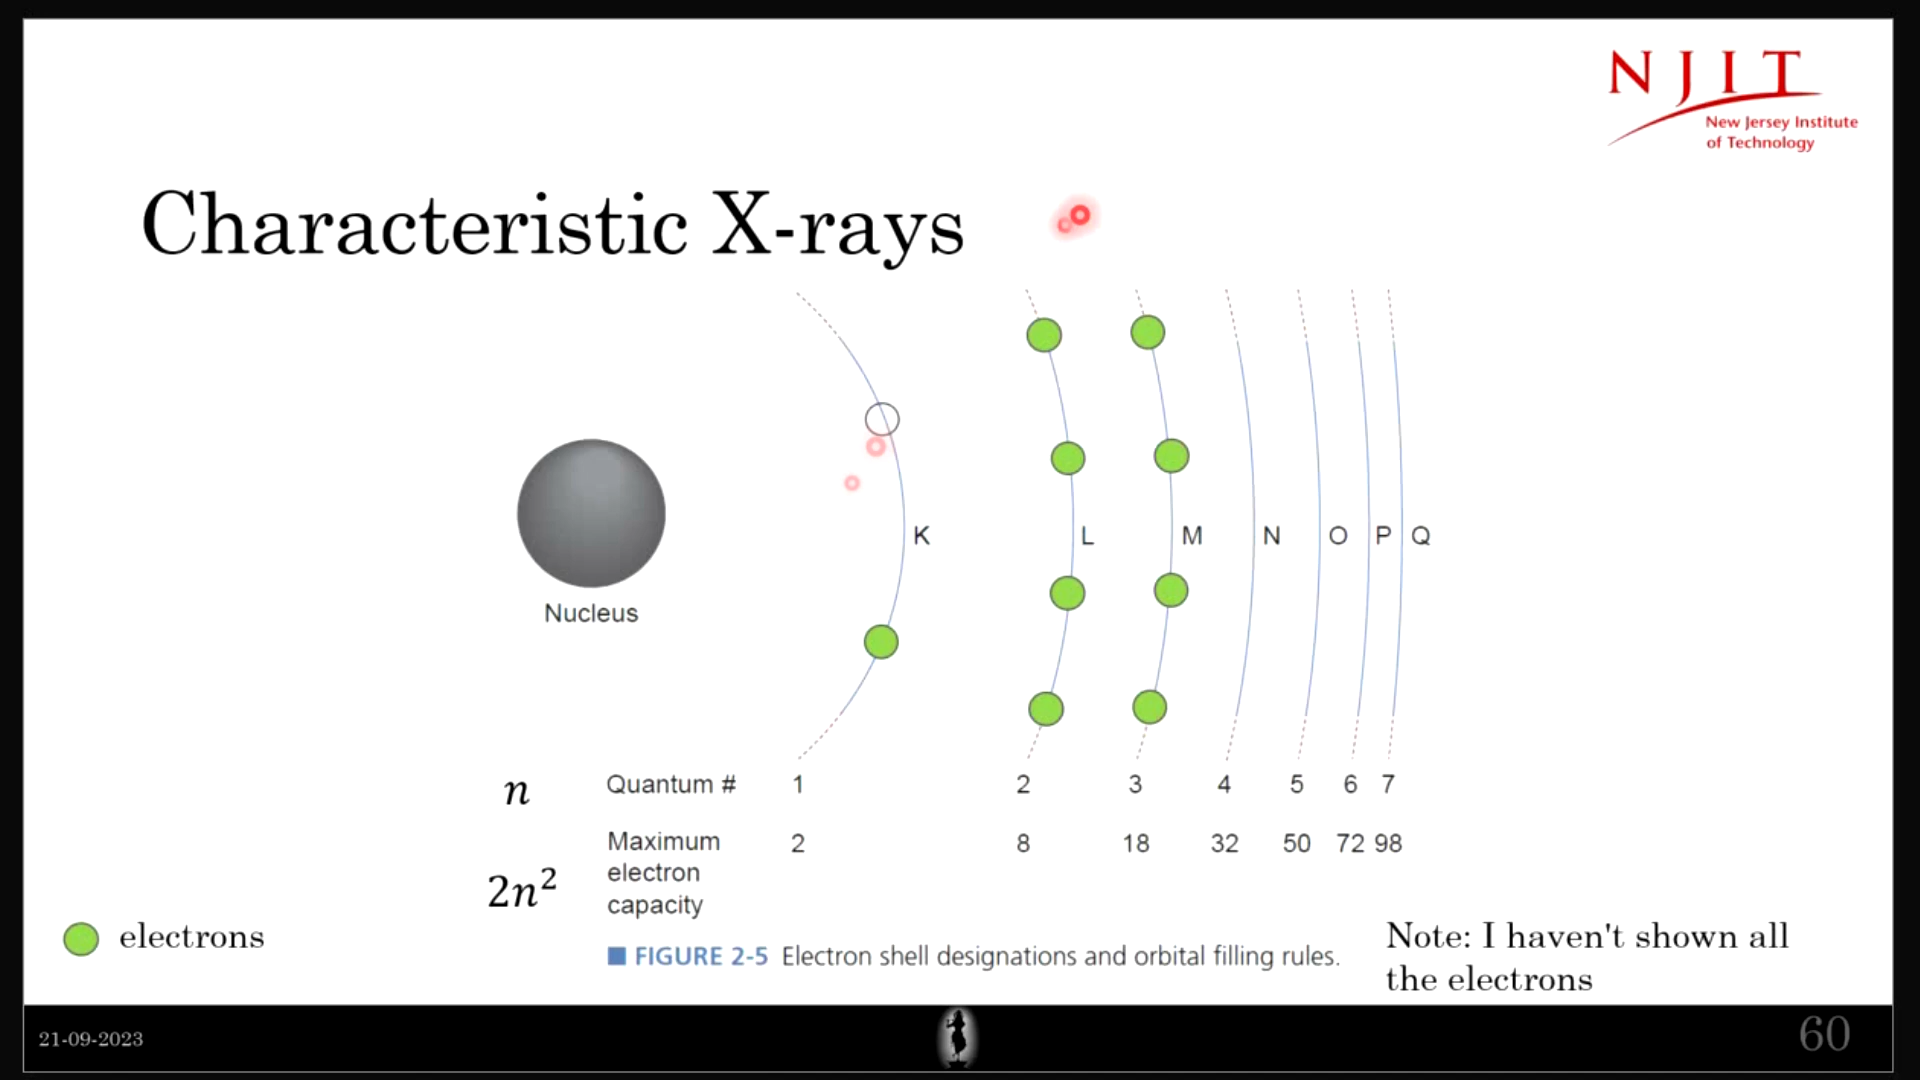 NJIT
New Jersey Institute
of Technology
Characteristic X-rays
K L M N O P Q
Nucleus
n Quantum # 1 2 3 4 5 6 7
Maximum 2 8 18 32 50 72 98
2n² electron
capacity
electrons
FIGURE 2-5 Electron shell designations and orbital filling rules.
Note: I haven't shown all
the electrons
21-09-2023
60